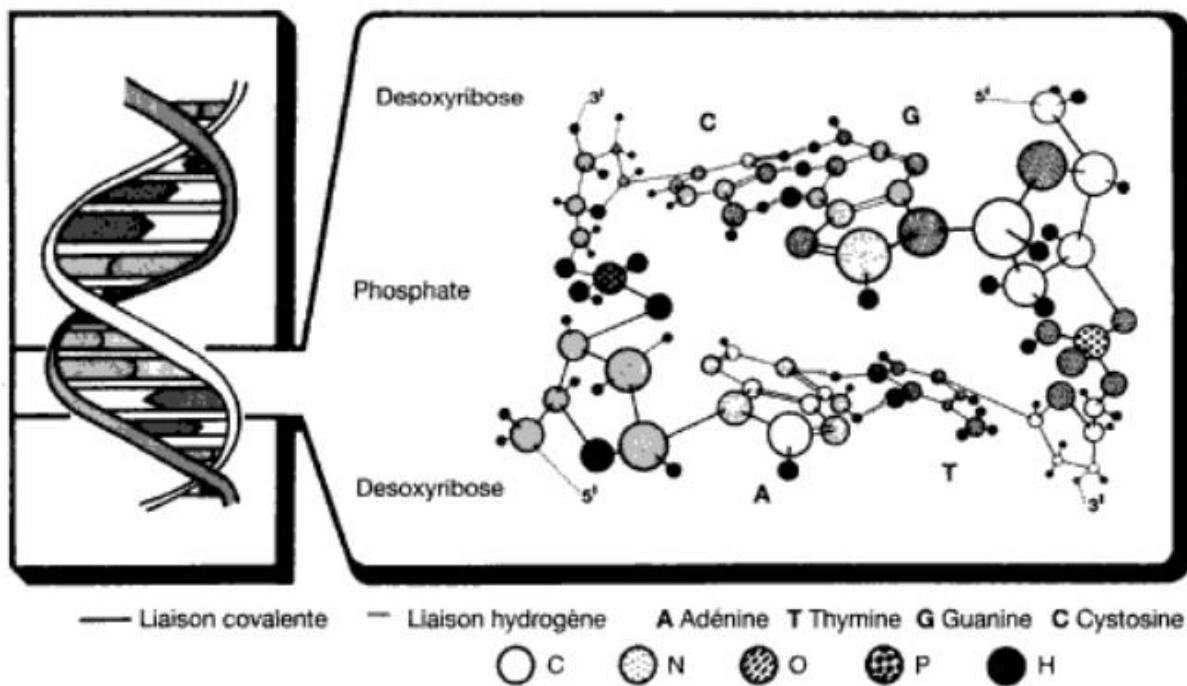 Desoxyribose 3' 5'
C G
Phosphate
Desoxyribose 5' A T 3'
Liaison covalente Liaison hydrogène A Adénine T Thymine G Guanine C Cystosine
C N O P H